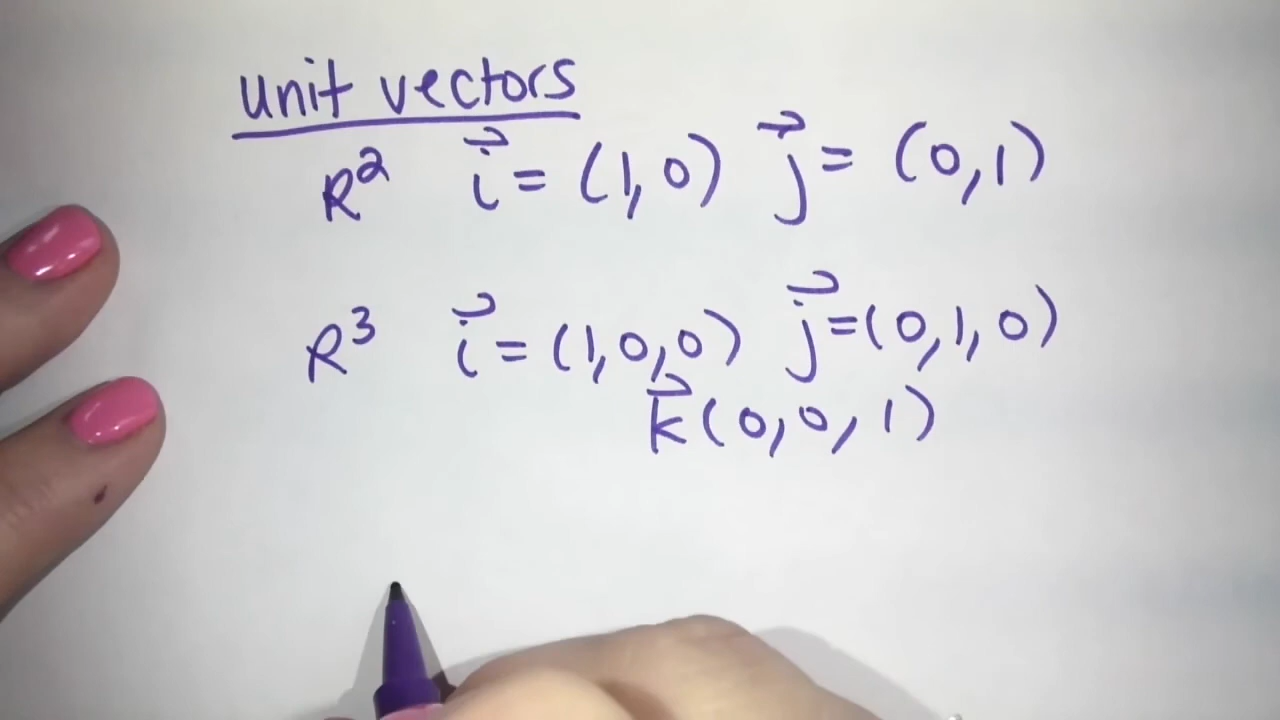 unit vectors
R² i⃗ = (1,0) j⃗ = (0,1)
R³ i⃗ = (1,0,0) j⃗ =(0,1,0)
k⃗ (0,0,1)